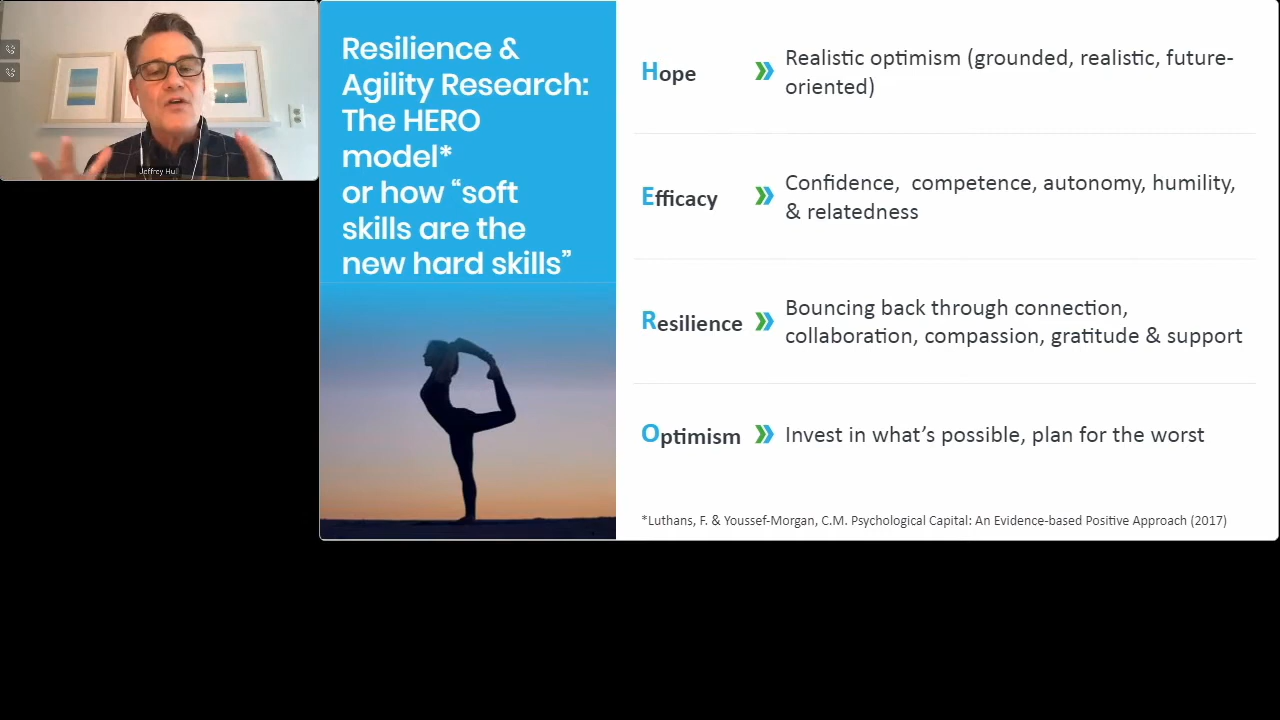 Jeffrey Hull
Resilience &
Agility Research:
The HERO
model*
or how “soft
skills are the
new hard skills”
Hope
Realistic optimism (grounded, realistic, future-
oriented)
Efficacy
Confidence, competence, autonomy, humility,
& relatedness
Resilience
Bouncing back through connection,
collaboration, compassion, gratitude & support
Optimism
Invest in what’s possible, plan for the worst
*Luthans, F. & Youssef-Morgan, C.M. Psychological Capital: An Evidence-based Positive Approach (2017)